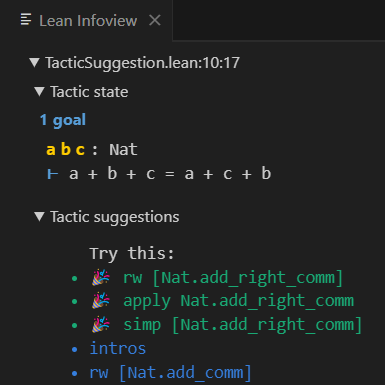 Lean Infoview ×
▼ TacticSuggestion.lean:10:17
▼ Tactic state
1 goal
a b c : Nat
⊢ a + b + c = a + c + b
▼ Tactic suggestions
Try this:
• 🎉 rw [Nat.add_right_comm]
• 🎉 apply Nat.add_right_comm
• 🎉 simp [Nat.add_right_comm]
• intros
• rw [Nat.add_comm]